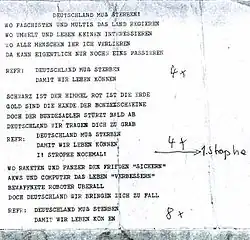 DEUTSCHLAND MUß STERBEN!
WO FASCHISTEN UND MULTIS DAS LAND REGIEREN
WO UMWELT UND LEBEN KEINEN INTERESSIEREN
WO ALLE MENSCHEN IHR ICH VERLIEREN
DA KANN EIGENTLICH NUR NOCH EINS PASSIEREN
REFR: DEUTSCHLAND MUß STERBEN
DAMIT WIR LEBEN KÖNNEN
4x
SCHWARZ IST DER HIMMEL ROT IST DIE ERDE
GOLD SIND DIE HÄNDE DER BONZENSCHWEINE
DOCH DER BUNDESADLER STÜRZT BALD AB
DEUTSCHLAND WIR TRAGEN DICH ZU GRAB
REFR: DEUTSCHLAND MUß STERBEN
DAMIT WIR LEBEN KÖNNEN
4x
1! STROPHE NOCHMAL!
1. Strophe
WO RAKETEN UND PANZER DEN FRIEDEN "SICHERN"
AKWS UND COMPUTER DAS LEBEN "VERBESSERN"
BEWAFFNETE ROBOTER ÜBERALL
DOCH DEUTSCHLAND WIR BRINGEN DICH ZU FALL
REFR: DEUTSCHLAND MUß STERBEN
DAMIT WIR LEBEN KÖN EN
8x